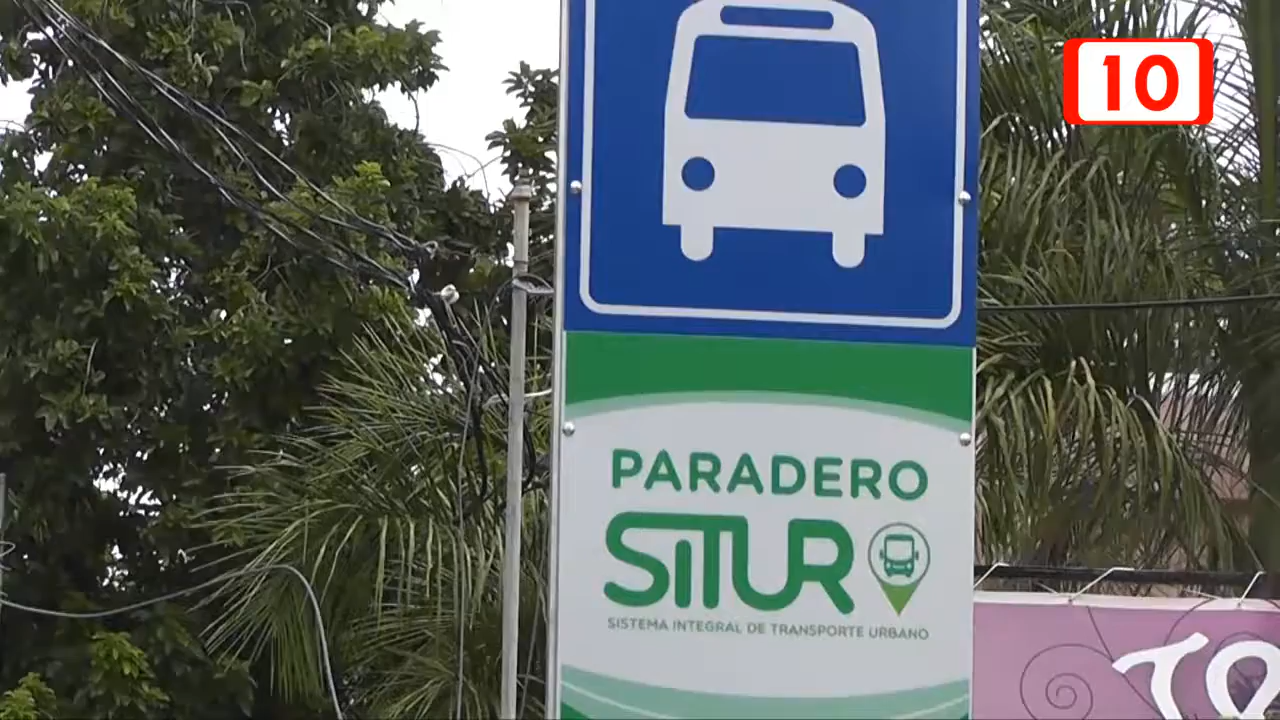 10
PARADERO
SITUR
SISTEMA INTEGRAL DE TRANSPORTE URBANO